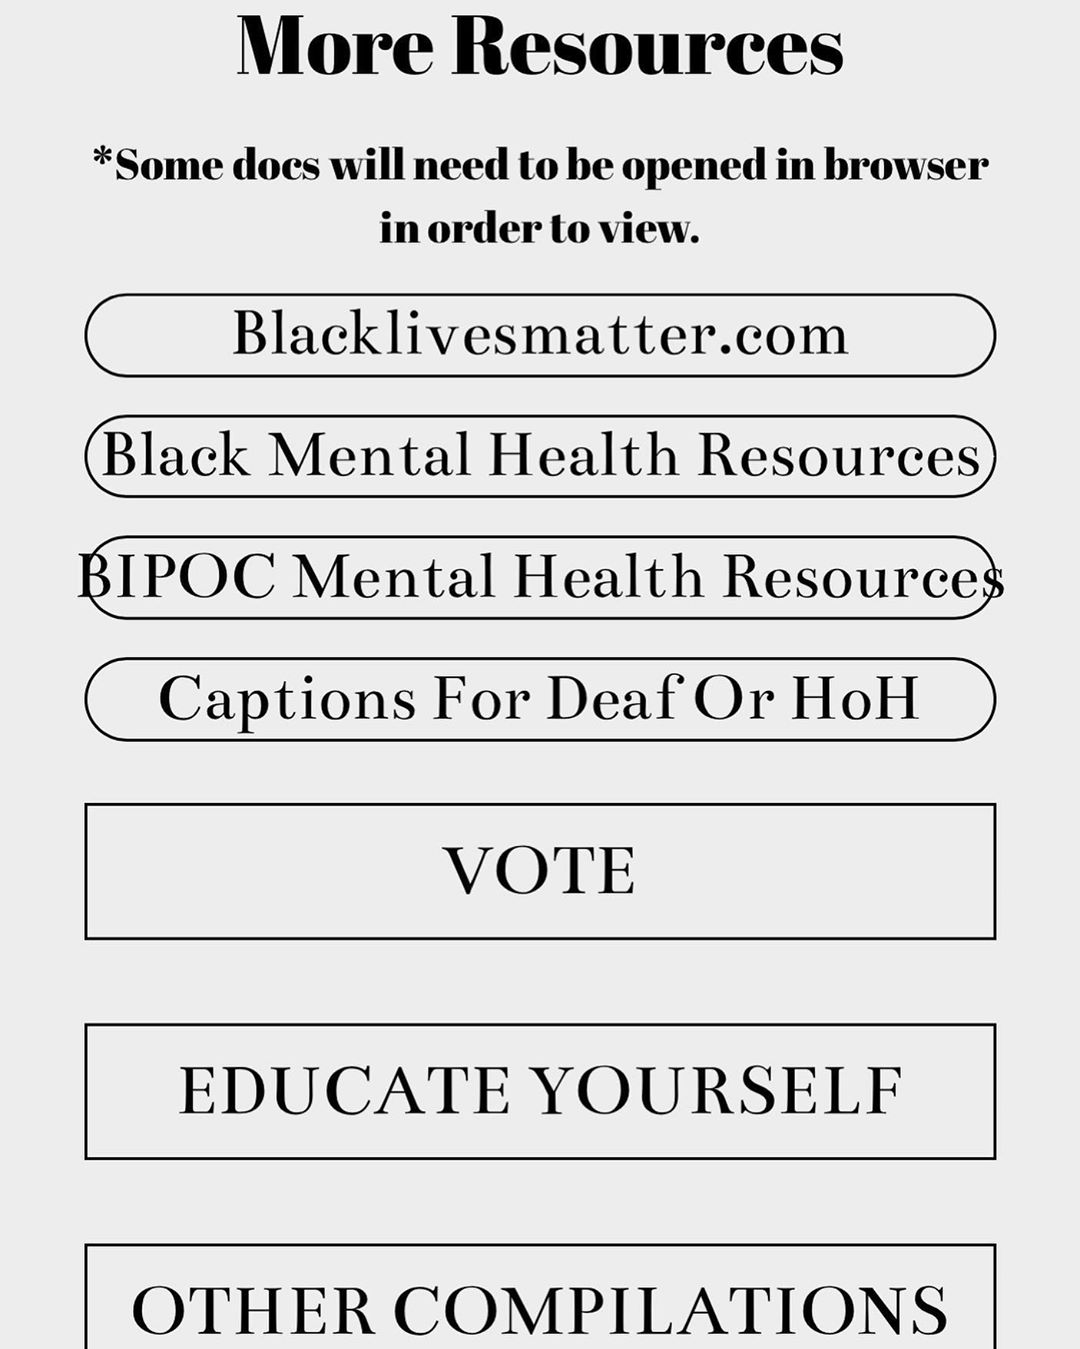 More Resources
*Some docs will need to be opened in browser
in order to view.
Blacklivesmatter.com
Black Mental Health Resources
BIPOC Mental Health Resources
Captions For Deaf Or HoH
VOTE
EDUCATE YOURSELF
OTHER COMPILATIONS